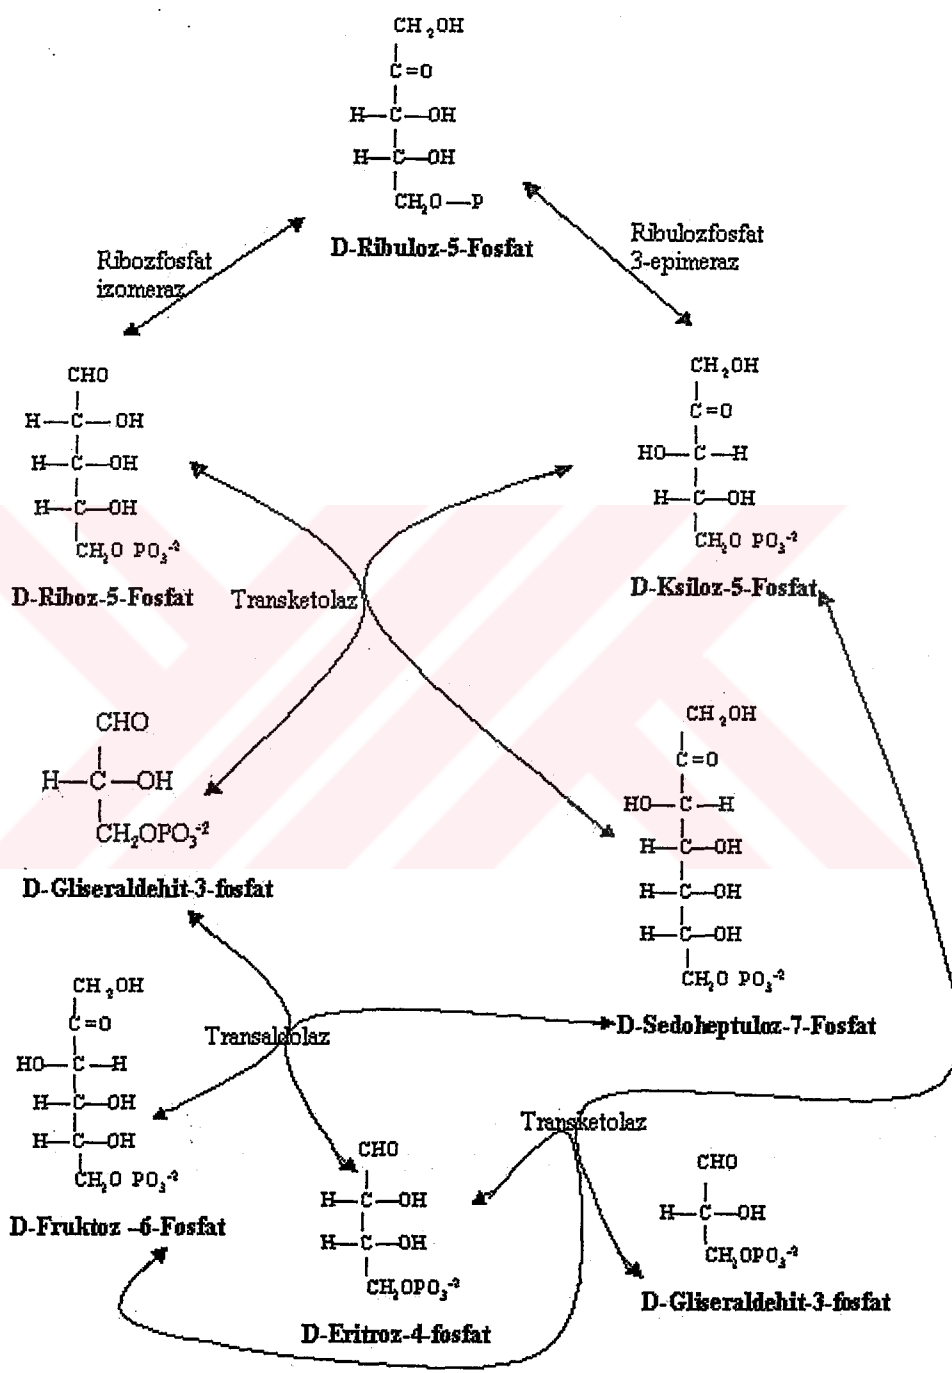 CH₂OH
C=O
H—C—OH
H—C—OH
CH₂O—P
D-Ribuloz-5-Fosfat
Ribozfosfat
izomeraz
Ribulozfosfat
3-epimeraz
CHO
H—C—OH
H—C—OH
H—C—OH
CH₂O PO₃⁻²
D-Riboz-5-Fosfat
CH₂OH
C=O
HO—C—H
H—C—OH
CH₂O PO₃⁻²
D-Ksiloz-5-Fosfat
Transketolaz
CHO
H—C—OH
CH₂OPO₃⁻²
D-Gliseraldehit-3-fosfat
CH₂OH
C=O
HO—C—H
H—C—OH
H—C—OH
H—C—OH
CH₂O PO₃⁻²
D-Sedoheptuloz-7-Fosfat
Transaldolaz
CH₂OH
C=O
HO—C—H
H—C—OH
H—C—OH
CH₂O PO₃⁻²
D-Fruktoz –6-Fosfat
Transketolaz
CHO
H—C—OH
H—C—OH
CH₂OPO₃⁻²
D-Eritroz-4-fosfat
CHO
H—C—OH
CH₂OPO₃⁻²
D-Gliseraldehit-3-fosfat